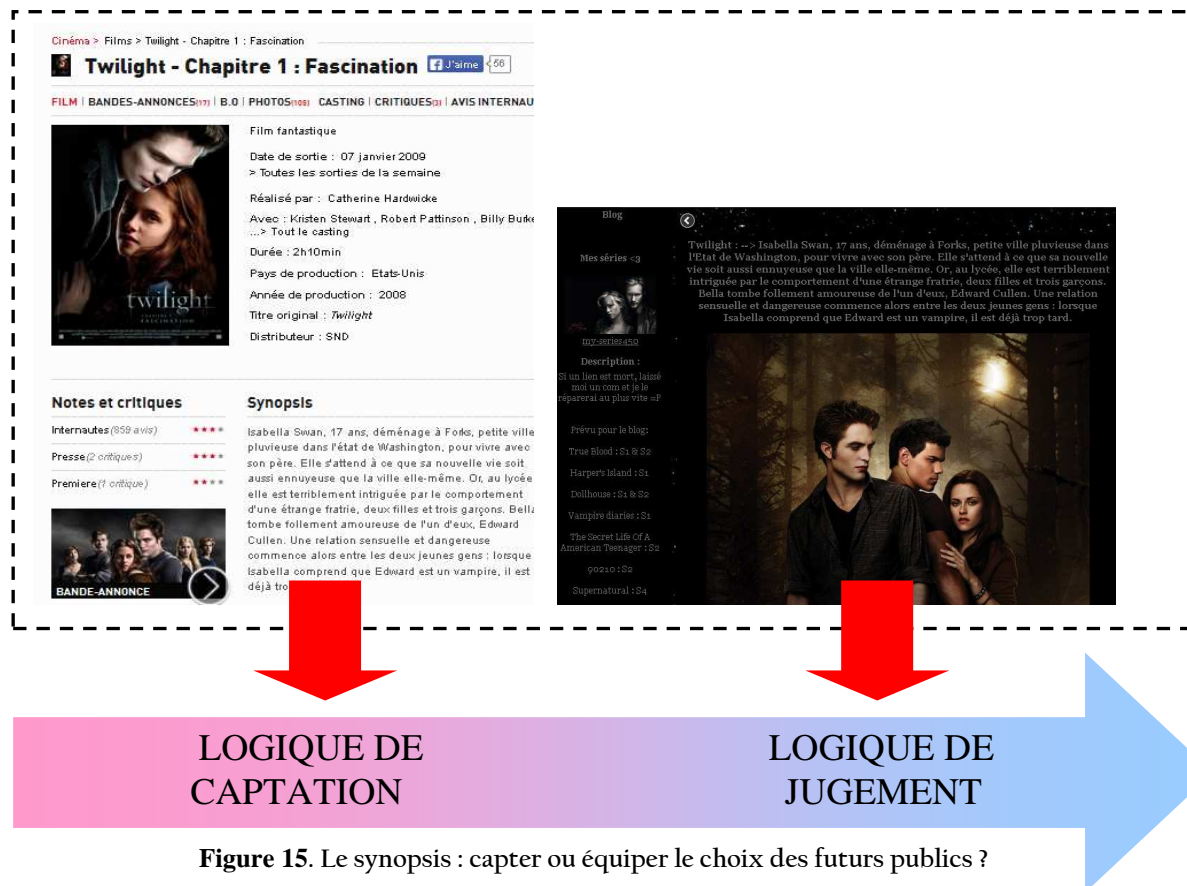 Cinéma > Films > Twilight - Chapitre 1 : Fascination
Twilight - Chapitre 1 : Fascination J'aime 56
FILM | BANDES-ANNONCES(17) | B.O | PHOTOS(105) CASTING | CRITIQUES(3) | AVIS INTERNAU
Film fantastique
Date de sortie : 07 janvier 2009
> Toutes les sorties de la semaine
Réalisé par : Catherine Hardwicke
Avec : Kristen Stewart , Robert Pattinson , Billy Burke
...> Tout le casting
Durée : 2h10min
Pays de production : Etats-Unis
Année de production : 2008
Titre original : Twilight
Distributeur : SND
twilight
CHAPITRE 1
FASCINATION
Notes et critiques
Internautes (859 avis)
Presse (2 critiques)
Premiere (1 critique)
BANDE-ANNONCE
Synopsis
Isabella Swan, 17 ans, déménage à Forks, petite ville
pluvieuse dans l'état de Washington, pour vivre avec
son père. Elle s'attend à ce que sa nouvelle vie soit
aussi ennuyeuse que la ville elle-même. Or, au lycée
elle est terriblement intriguée par le comportement
d'une étrange fratrie, deux filles et trois garçons. Bella
tombe follement amoureuse de l'un d'eux, Edward
Cullen. Une relation sensuelle et dangereuse
commence alors entre les deux jeunes gens : lorsque
Isabella comprend que Edward est un vampire, il est
déjà tro
Blog
Mes séries <3
my-series450
Description :
Si un lien est mort, laissé
moi un com et je le
réparerai au plus vite =P
Prévu pour le blog:
True Blood : S1 & S2
Harper's Island : S1
Dollhouse : S1 & S2
Vampire diaries : S1
The Secret Life Of A
American Teenager : S2
90210 : S2
Supernatural : S4
Twilight : --> Isabella Swan, 17 ans, déménage à Forks, petite ville pluvieuse dans
l'Etat de Washington, pour vivre avec son père. Elle s'attend à ce que sa nouvelle
vie soit aussi ennuyeuse que la ville elle-même. Or, au lycée, elle est terriblement
intriguée par le comportement d'une étrange fratrie, deux filles et trois garçons.
Bella tombe follement amoureuse de l'un d'eux, Edward Cullen. Une relation
sensuelle et dangereuse commence alors entre les deux jeunes gens : lorsque
Isabella comprend que Edward est un vampire, il est déjà trop tard.
LOGIQUE DE
CAPTATION
LOGIQUE DE
JUGEMENT
Figure 15. Le synopsis : capter ou équiper le choix des futurs publics ?